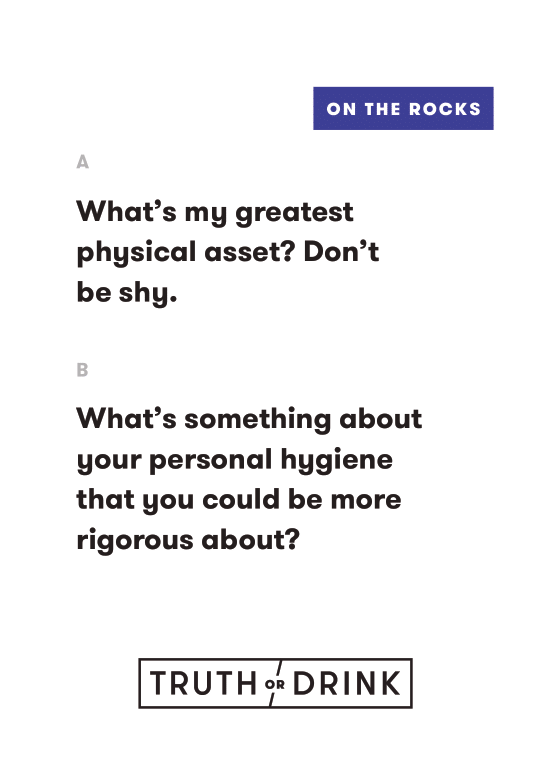 ON THE ROCKS
A
What's my greatest
physical asset? Don't
be shy.
B
What's something about
your personal hygiene
that you could be more
rigorous about?
TRUTH OR DRINK